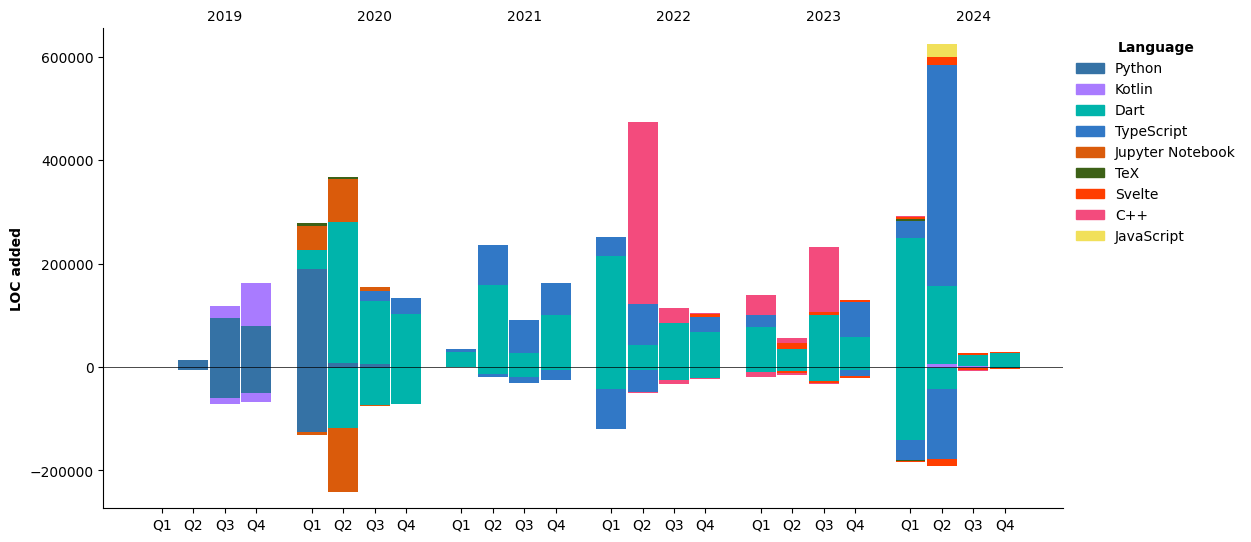 2019 2020 2021 2022 2023 2024
LOC added
600000
400000
200000
0
−200000
Q1 Q2 Q3 Q4 Q1 Q2 Q3 Q4 Q1 Q2 Q3 Q4 Q1 Q2 Q3 Q4 Q1 Q2 Q3 Q4 Q1 Q2 Q3 Q4
Language
Python
Kotlin
Dart
TypeScript
Jupyter Notebook
TeX
Svelte
C++
JavaScript